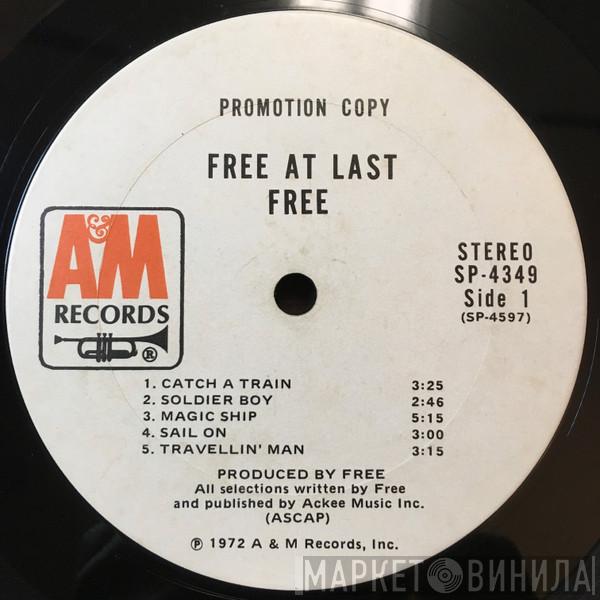 PROMOTION COPY
FREE AT LAST
FREE
A&M
RECORDS
®
STEREO
SP-4349
Side 1
(SP-4597)
1. CATCH A TRAIN 3:25
2. SOLDIER BOY 2:46
3. MAGIC SHIP 5:15
4. SAIL ON 3:00
5. TRAVELLIN' MAN 3:15
PRODUCED BY FREE
All selections written by Free
and published by Ackee Music Inc.
(ASCAP)
℗ 1972 A & M Records, Inc.
МАРКЕТ ВИНИЛА